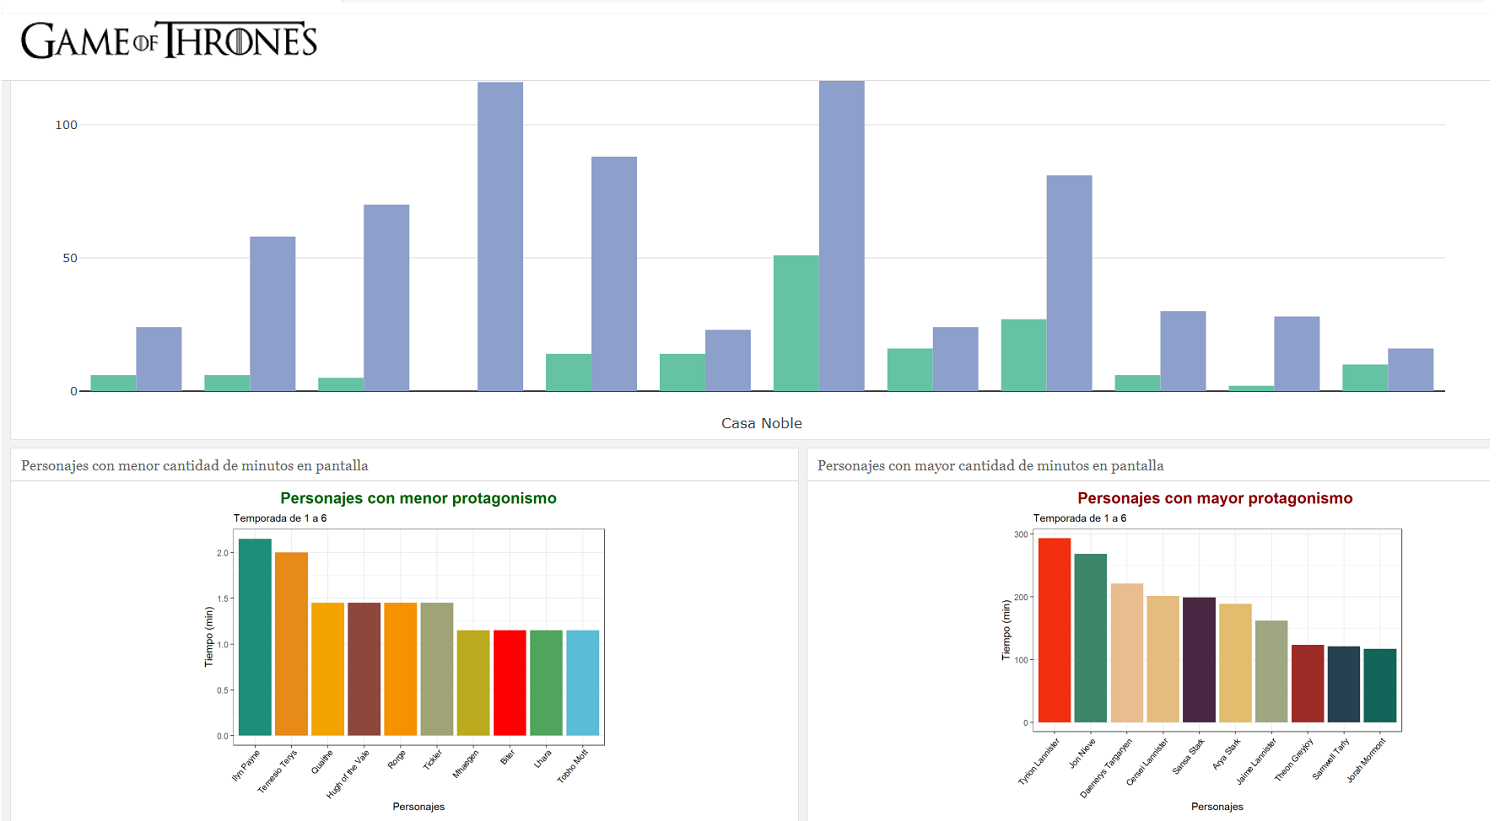 GAME OF THRONES
100
50
0
Casa Noble
Personajes con menor cantidad de minutos en pantalla
Personajes con menor protagonismo
Temporada de 1 a 6
2.0
1.5
1.0
0.5
0.0
Tiempo (min)
Ilyn Payne
Ternesio Terys
Quaithe
Hugh of the Vale
Rorge
Tickler
Mhaegen
Biter
Lhara
Tobho Mott
Personajes
Personajes con mayor cantidad de minutos en pantalla
Personajes con mayor protagonismo
Temporada de 1 a 6
300
200
100
0
Tiempo (min)
Tyrion Lannister
Jon Nieve
Daenerys Targaryen
Cersei Lannister
Sansa Stark
Arya Stark
Jaime Lannister
Theon Greyjoy
Samwell Tarly
Jorah Mormont
Personajes